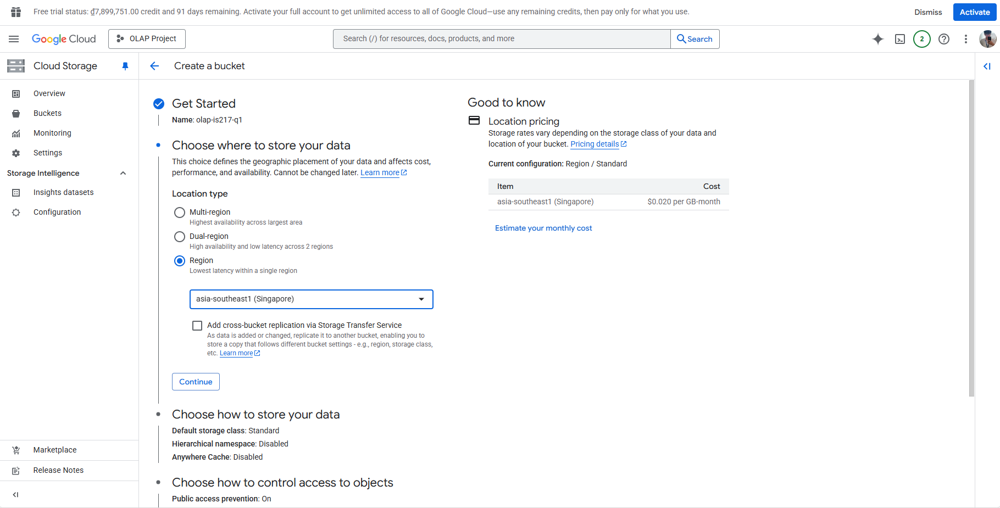 Free trial status: ₫7,899,751.00 credit and 91 days remaining. Activate your full account to get unlimited access to all of Google Cloud—use any remaining credits, then pay only for what you use.
Dismiss
Activate
Google Cloud
OLAP Project
Search (/) for resources, docs, products, and more
Search
2
Cloud Storage
Create a bucket
Overview
Buckets
Monitoring
Settings
Storage Intelligence
Insights datasets
Configuration
Marketplace
Release Notes
Get Started
Name: olap-is217-q1
Choose where to store your data
This choice defines the geographic placement of your data and affects cost,
performance, and availability. Cannot be changed later. Learn more
Location type
Multi-region
Highest availability across largest area
Dual-region
High availability and low latency across 2 regions
Region
Lowest latency within a single region
asia-southeast1 (Singapore)
Add cross-bucket replication via Storage Transfer Service
As data is added or changed, replicate it to another bucket, enabling you to
store a copy that follows different bucket settings - e.g., region, storage class,
etc. Learn more
Continue
Choose how to store your data
Default storage class: Standard
Hierarchical namespace: Disabled
Anywhere Cache: Disabled
Choose how to control access to objects
Public access prevention: On
Good to know
Location pricing
Storage rates vary depending on the storage class of your data and
location of your bucket. Pricing details
Current configuration: Region / Standard
Item Cost
asia-southeast1 (Singapore) $0.020 per GB-month
Estimate your monthly cost